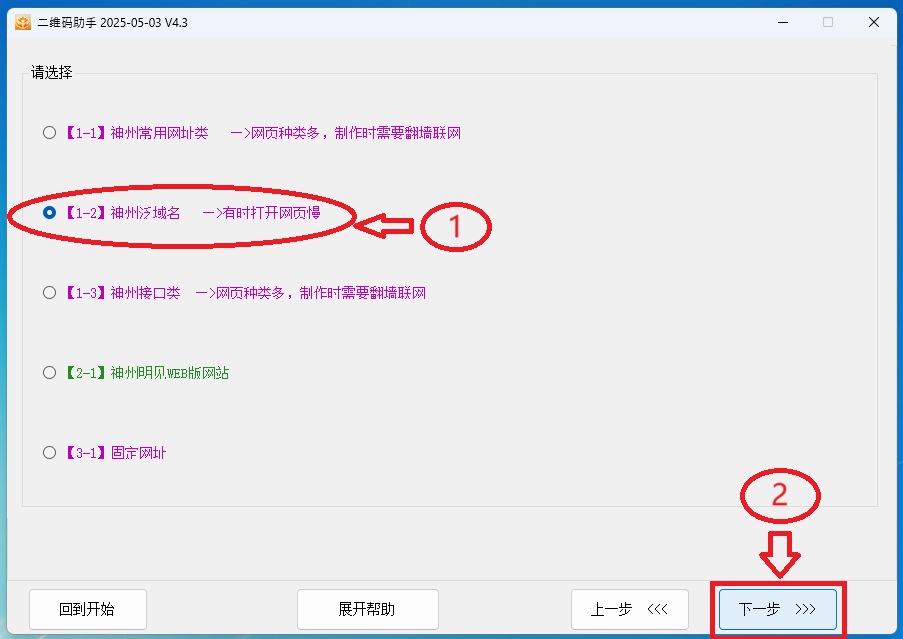 二维码助手 2025-05-03 V4.3
请选择
【1-1】神州常用网址类 —>网页种类多，制作时需要翻墙联网
【1-2】神州泛域名 —>有时打开网页慢
1
【1-3】神州接口类 —>网页种类多，制作时需要翻墙联网
【2-1】神州明见WEB版网站
【3-1】固定网址
2
回到开始
展开帮助
上一步 <<<
下一步 >>>